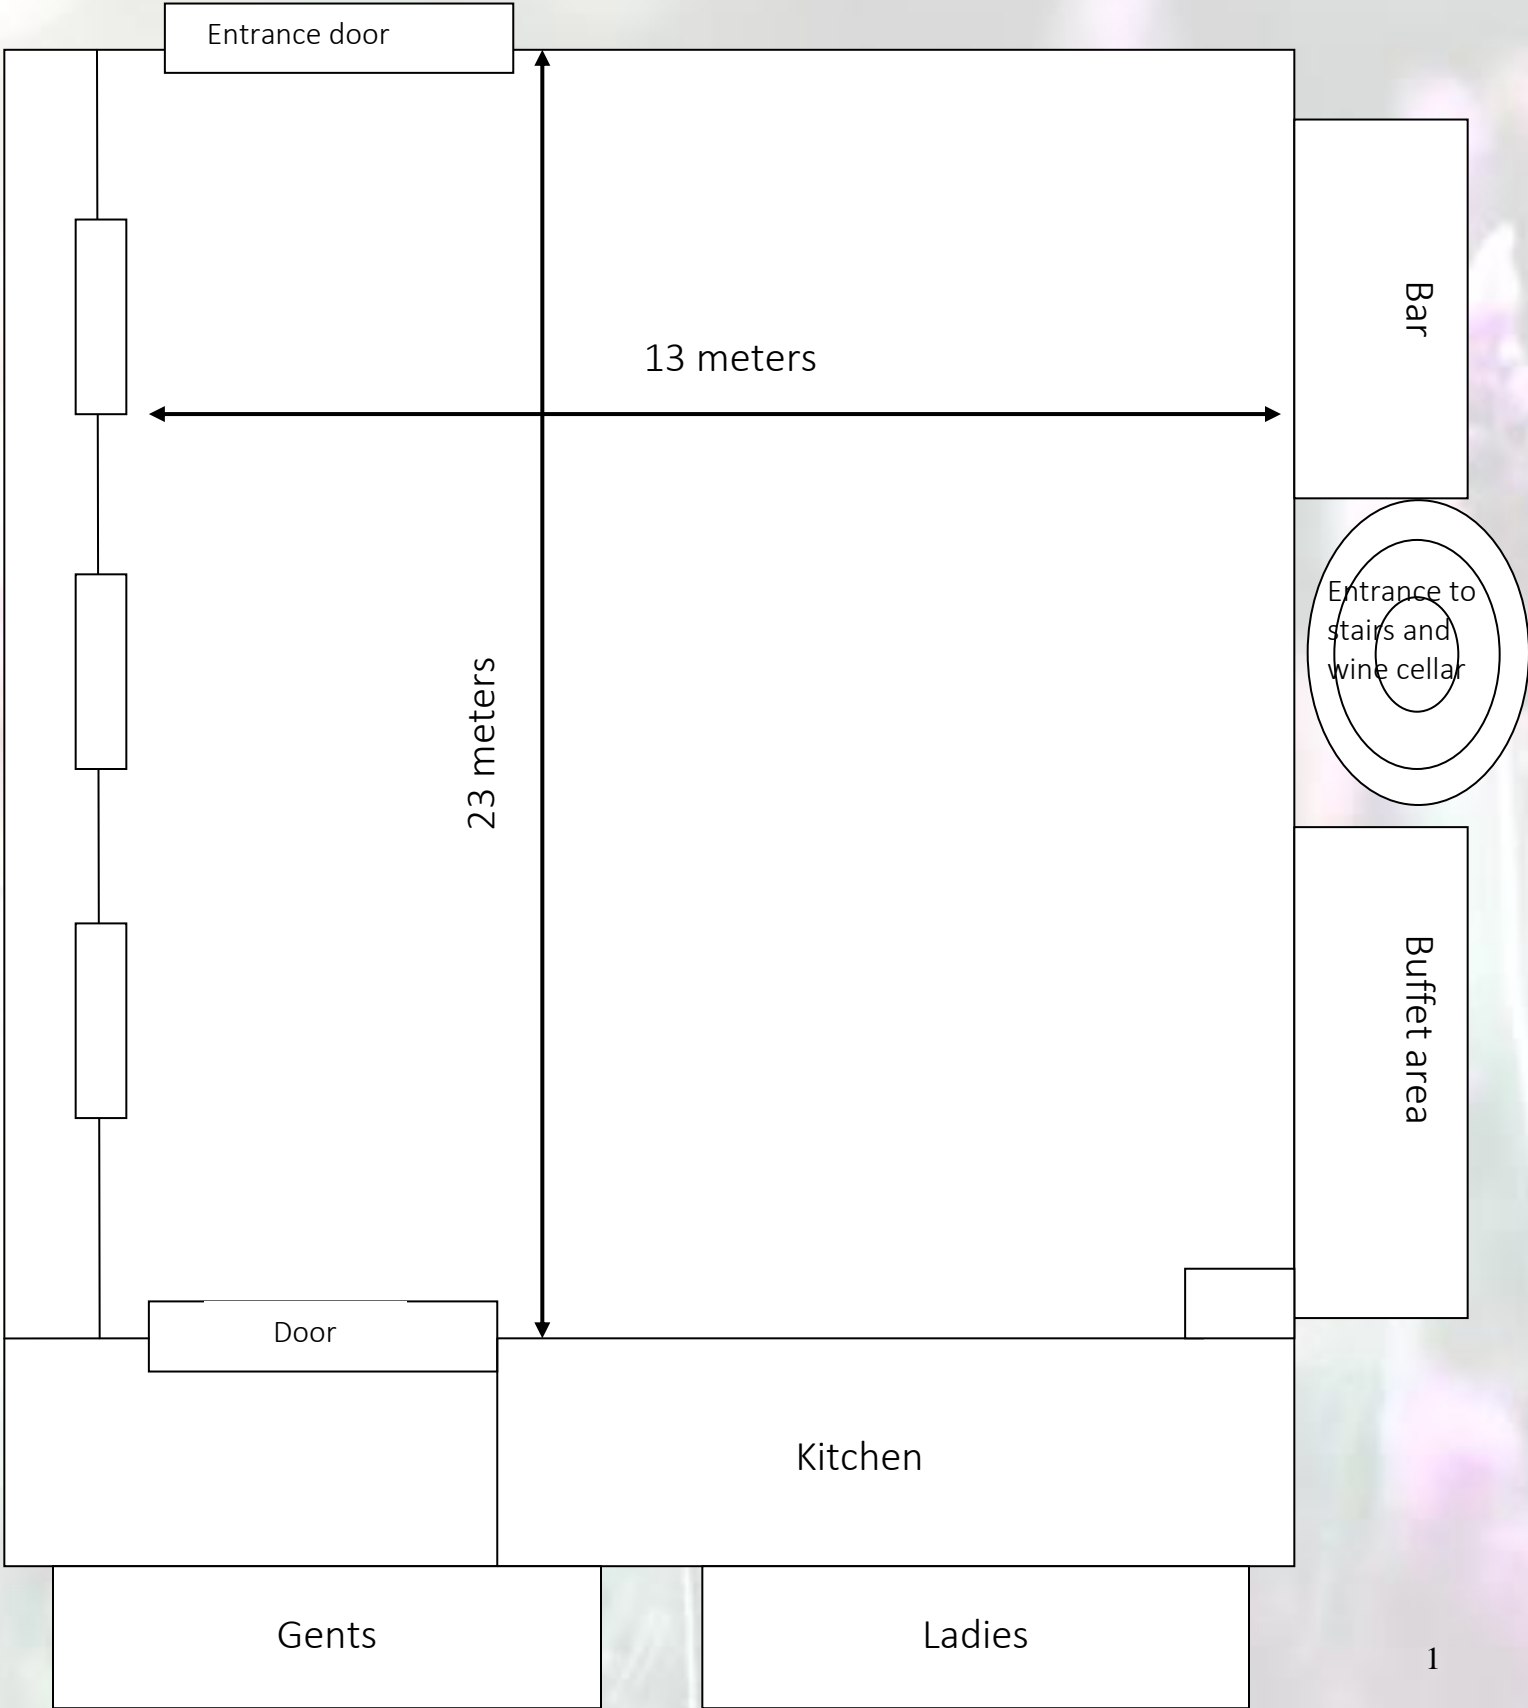 Entrance door
Bar
13 meters
Entrance to
stairs and
wine cellar
23 meters
Buffet area
Door
Kitchen
Gents
Ladies
1